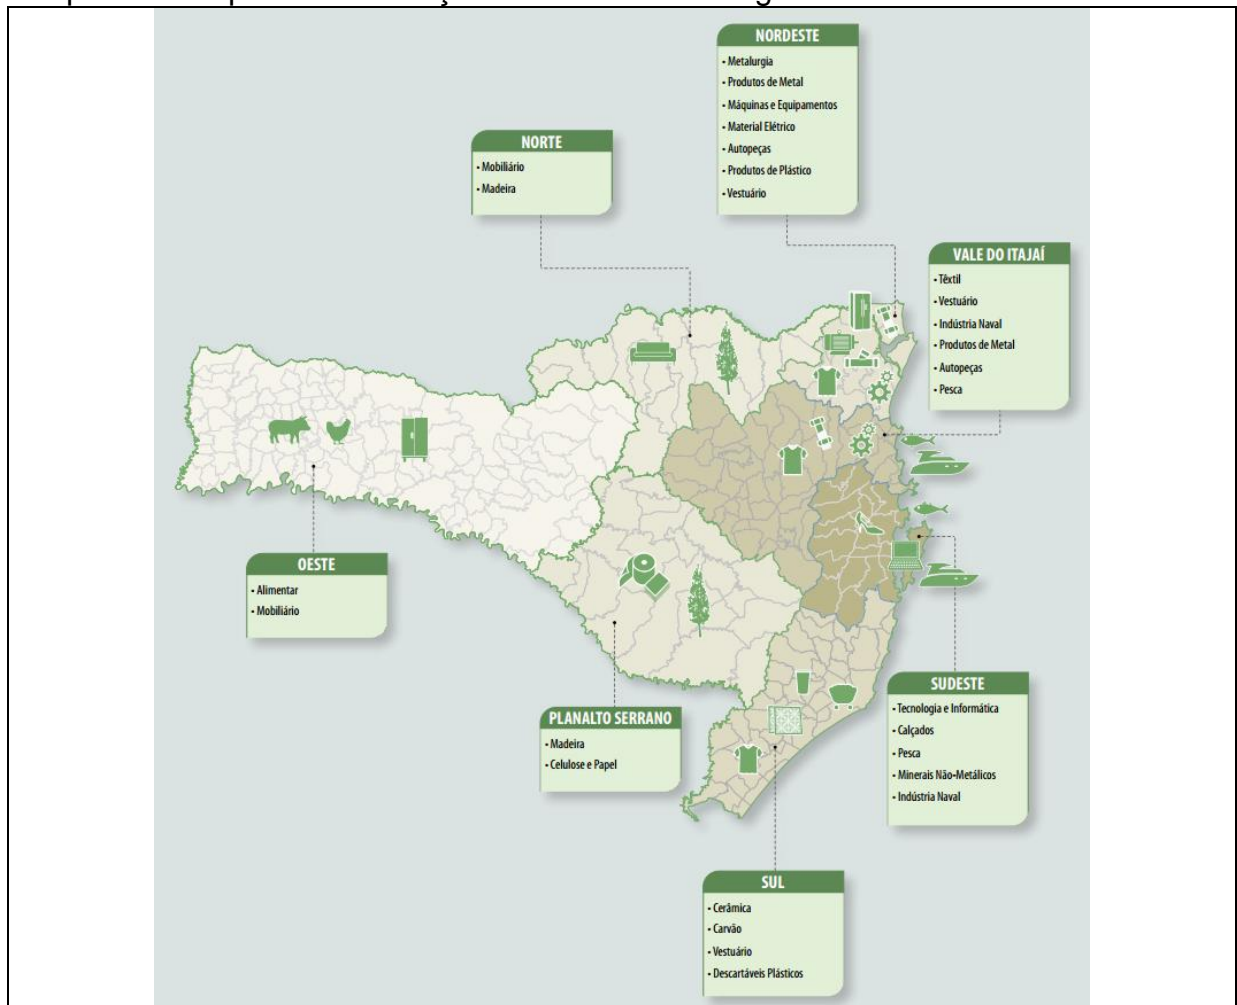 NORDESTE
• Metalurgia
• Produtos de Metal
• Máquinas e Equipamentos
• Material Elétrico
• Autopeças
• Produtos de Plástico
• Vestuário
NORTE
• Mobiliário
• Madeira
VALE DO ITAJAÍ
• Têxtil
• Vestuário
• Indústria Naval
• Produtos de Metal
• Autopeças
• Pesca
OESTE
• Alimentar
• Mobiliário
PLANALTO SERRANO
• Madeira
• Celulose e Papel
SUDESTE
• Tecnologia e Informática
• Calçados
• Pesca
• Minerais Não-Metálicos
• Indústria Naval
SUL
• Cerâmica
• Carvão
• Vestuário
• Descartáveis Plásticos